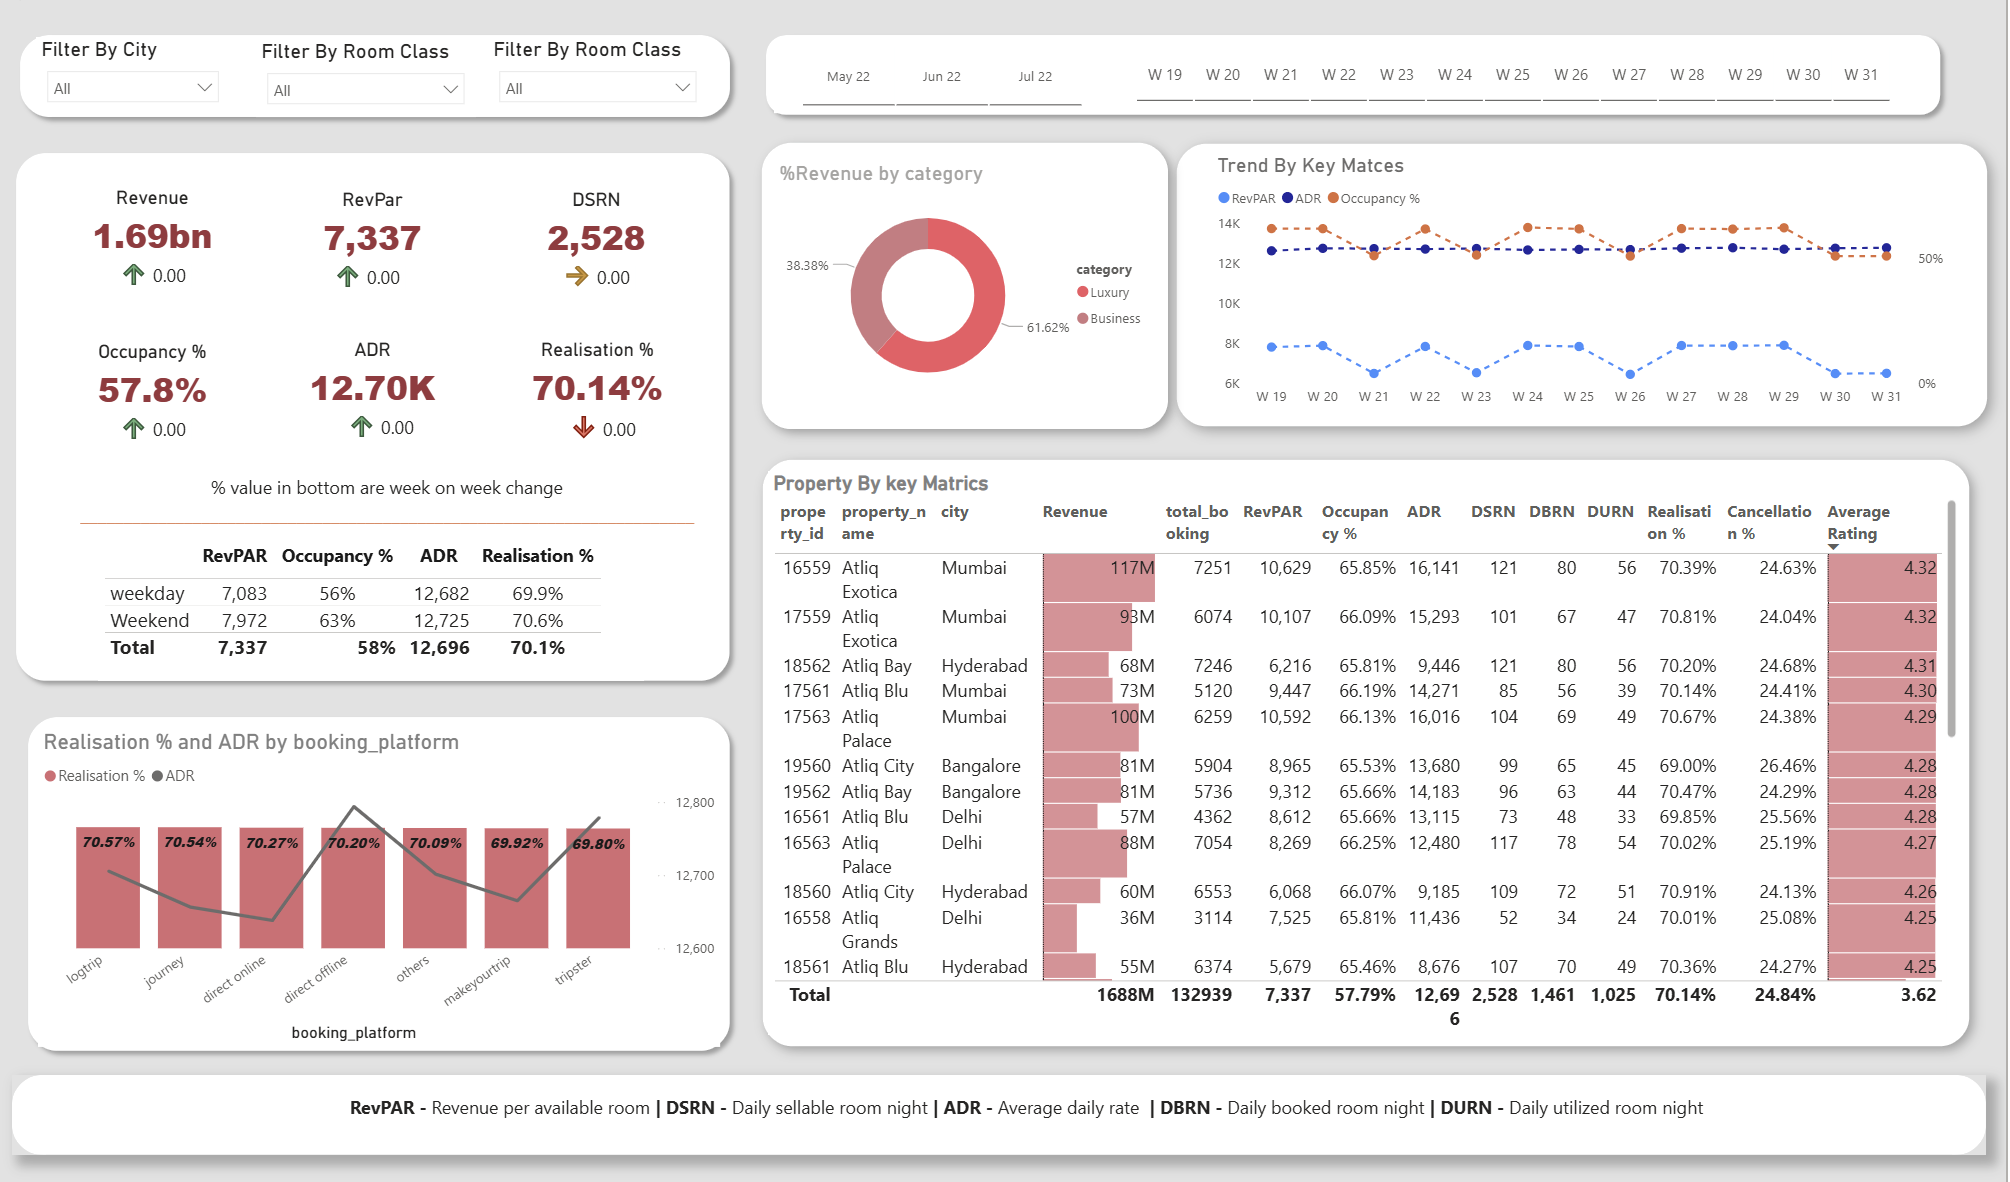 Filter By City
Filter By Room Class
Filter By Room Class
All
All
All
May 22 Jun 22 Jul 22
W 19 W 20 W 21 W 22 W 23 W 24 W 25 W 26 W 27 W 28 W 29 W 30 W 31
Revenue
1.69bn
0.00
RevPar
7,337
0.00
DSRN
2,528
0.00
Occupancy %
57.8%
0.00
ADR
12.70K
0.00
Realisation %
70.14%
0.00
% value in bottom are week on week change
RevPAR Occupancy % ADR Realisation %
weekday 7,083 56% 12,682 69.9%
Weekend 7,972 63% 12,725 70.6%
Total 7,337 58% 12,696 70.1%
%Revenue by category
38.38%
61.62%
category
Luxury
Business
Trend By Key Matces
RevPAR ADR Occupancy %
14K
12K
10K
8K
6K
50%
0%
W 19 W 20 W 21 W 22 W 23 W 24 W 25 W 26 W 27 W 28 W 29 W 30 W 31
Realisation % and ADR by booking_platform
Realisation % ADR
12,800
12,700
12,600
70.57% 70.54% 70.27% 70.20% 70.09% 69.92% 69.80%
logtrip journey direct online direct offline others makeyourtrip tripster
booking_platform
Property By key Matrics
prope property_n city Revenue total_bo RevPAR Occupan ADR DSRN DBRN DURN Realisati Cancellatio Average
rty_id ame oking cy % on % n % Rating
16559 Atliq Mumbai 117M 7251 10,629 65.85% 16,141 121 80 56 70.39% 24.63% 4.32
Exotica
17559 Atliq Mumbai 93M 6074 10,107 66.09% 15,293 101 67 47 70.81% 24.04% 4.32
Exotica
18562 Atliq Bay Hyderabad 68M 7246 6,216 65.81% 9,446 121 80 56 70.20% 24.68% 4.31
17561 Atliq Blu Mumbai 73M 5120 9,447 66.19% 14,271 85 56 39 70.14% 24.41% 4.30
17563 Atliq Mumbai 100M 6259 10,592 66.13% 16,016 104 69 49 70.67% 24.38% 4.29
Palace
19560 Atliq City Bangalore 81M 5904 8,965 65.53% 13,680 99 65 45 69.00% 26.46% 4.28
19562 Atliq Bay Bangalore 81M 5736 9,312 65.66% 14,183 96 63 44 70.47% 24.29% 4.28
16561 Atliq Blu Delhi 57M 4362 8,612 65.66% 13,115 73 48 33 69.85% 25.56% 4.28
16563 Atliq Delhi 88M 7054 8,269 66.25% 12,480 117 78 54 70.02% 25.19% 4.27
Palace
18560 Atliq City Hyderabad 60M 6553 6,068 66.07% 9,185 109 72 51 70.91% 24.13% 4.26
16558 Atliq Delhi 36M 3114 7,525 65.81% 11,436 52 34 24 70.01% 25.08% 4.25
Grands
18561 Atliq Blu Hyderabad 55M 6374 5,679 65.46% 8,676 107 70 49 70.36% 24.27% 4.25
Total 1688M 132939 7,337 57.79% 12,69 2,528 1,461 1,025 70.14% 24.84% 3.62
6
RevPAR - Revenue per available room | DSRN - Daily sellable room night | ADR - Average daily rate | DBRN - Daily booked room night | DURN - Daily utilized room night